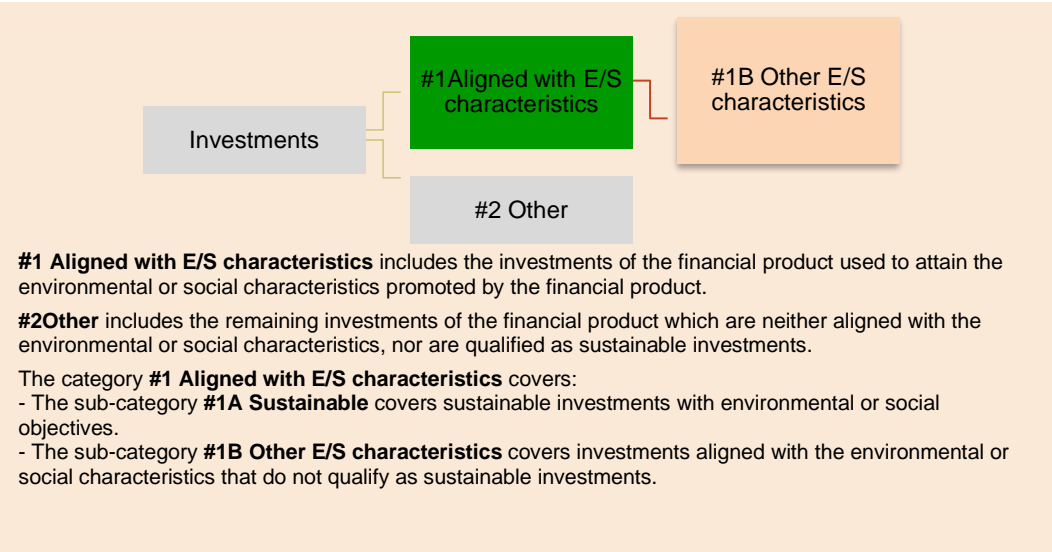 #1Aligned with E/S
characteristics
#1B Other E/S
characteristics
Investments
#2 Other
#1 Aligned with E/S characteristics includes the investments of the financial product used to attain the
environmental or social characteristics promoted by the financial product.
#2Other includes the remaining investments of the financial product which are neither aligned with the
environmental or social characteristics, nor are qualified as sustainable investments.
The category #1 Aligned with E/S characteristics covers:
- The sub-category #1A Sustainable covers sustainable investments with environmental or social
objectives.
- The sub-category #1B Other E/S characteristics covers investments aligned with the environmental or
social characteristics that do not qualify as sustainable investments.